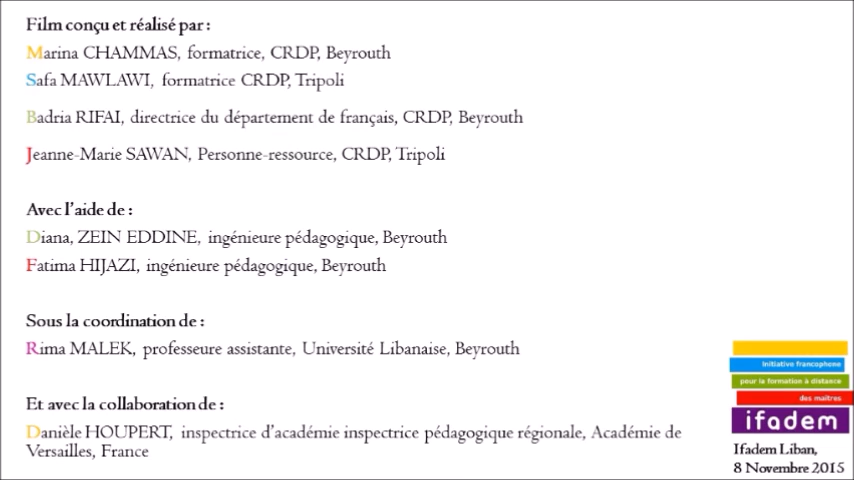 Film conçu et réalisé par :
Marina CHAMMAS, formatrice, CRDP, Beyrouth
Safa MAWLAWI, formatrice CRDP, Tripoli
Badria RIFAI, directrice du département de français, CRDP, Beyrouth
Jeanne-Marie SAWAN, Personne-ressource, CRDP, Tripoli
Avec l'aide de :
Diana, ZEIN EDDINE, ingénieure pédagogique, Beyrouth
Fatima HIJAZI, ingénieure pédagogique, Beyrouth
Sous la coordination de :
Rima MALEK, professeure assistante, Université Libanaise, Beyrouth
Et avec la collaboration de :
Danièle HOUPERT, inspectrice d'académie inspectrice pédagogique régionale, Académie de
Versailles, France
Initiative francophone
pour la formation à distance
des maîtres
ifadem
Ifadem Liban,
8 Novembre 2015